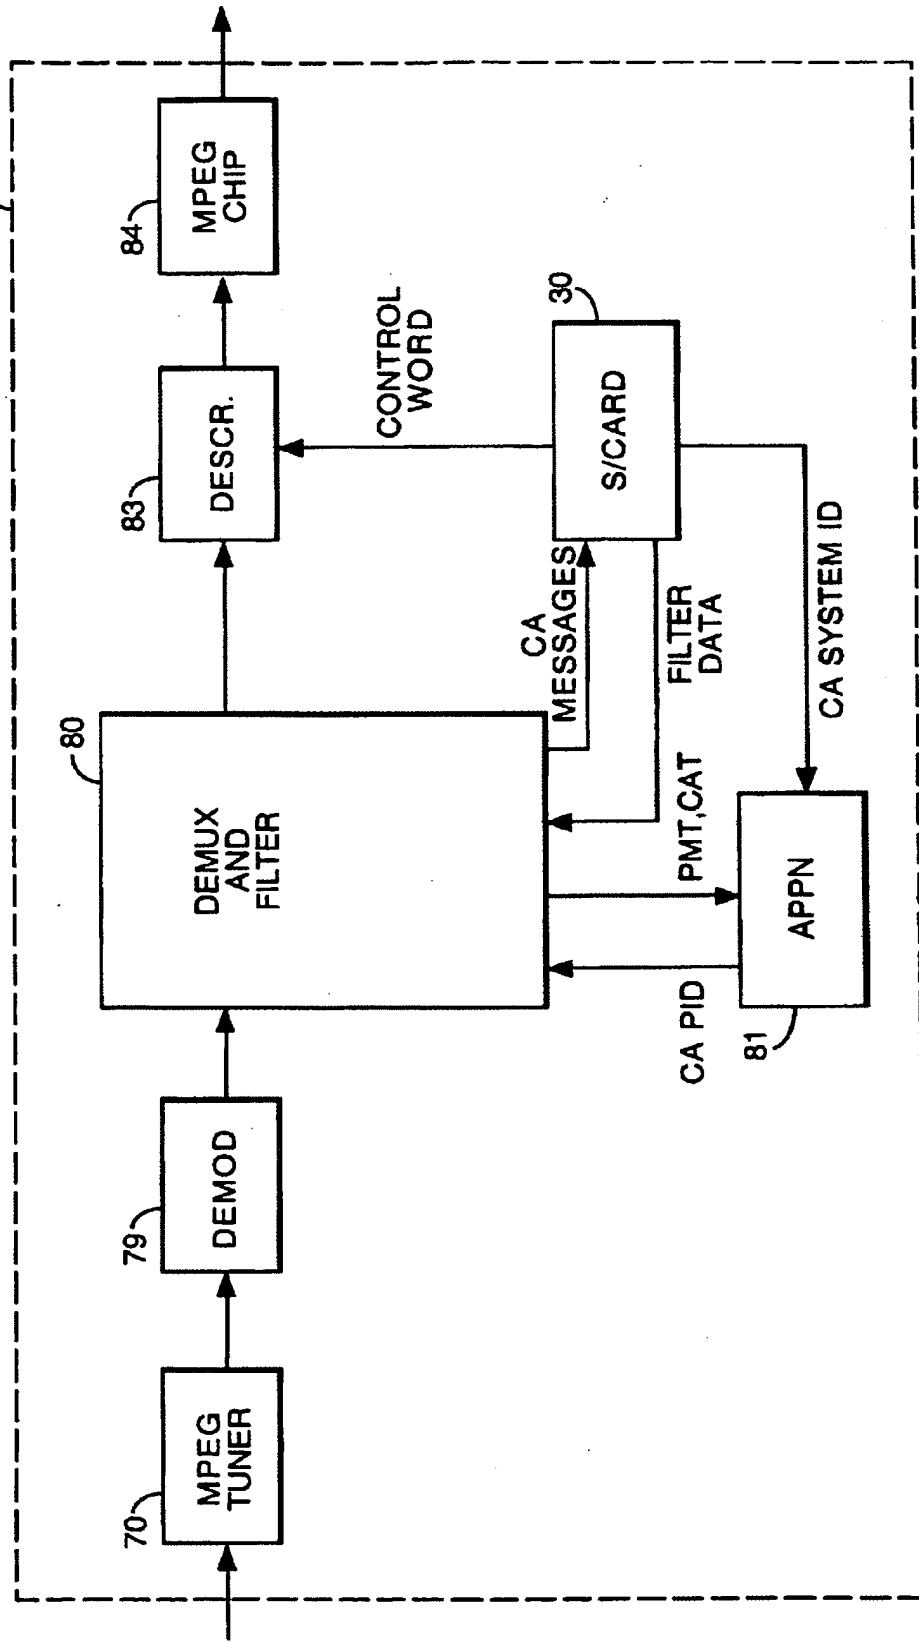 70
MPEG
TUNER
79
DEMOD
80
DEMUX
AND
FILTER
83
DESCR.
84
MPEG
CHIP
CONTROL
WORD
CA
MESSAGES
FILTER
DATA
30
S/CARD
CA PID
PMT,CAT
CA SYSTEM ID
81
APPN